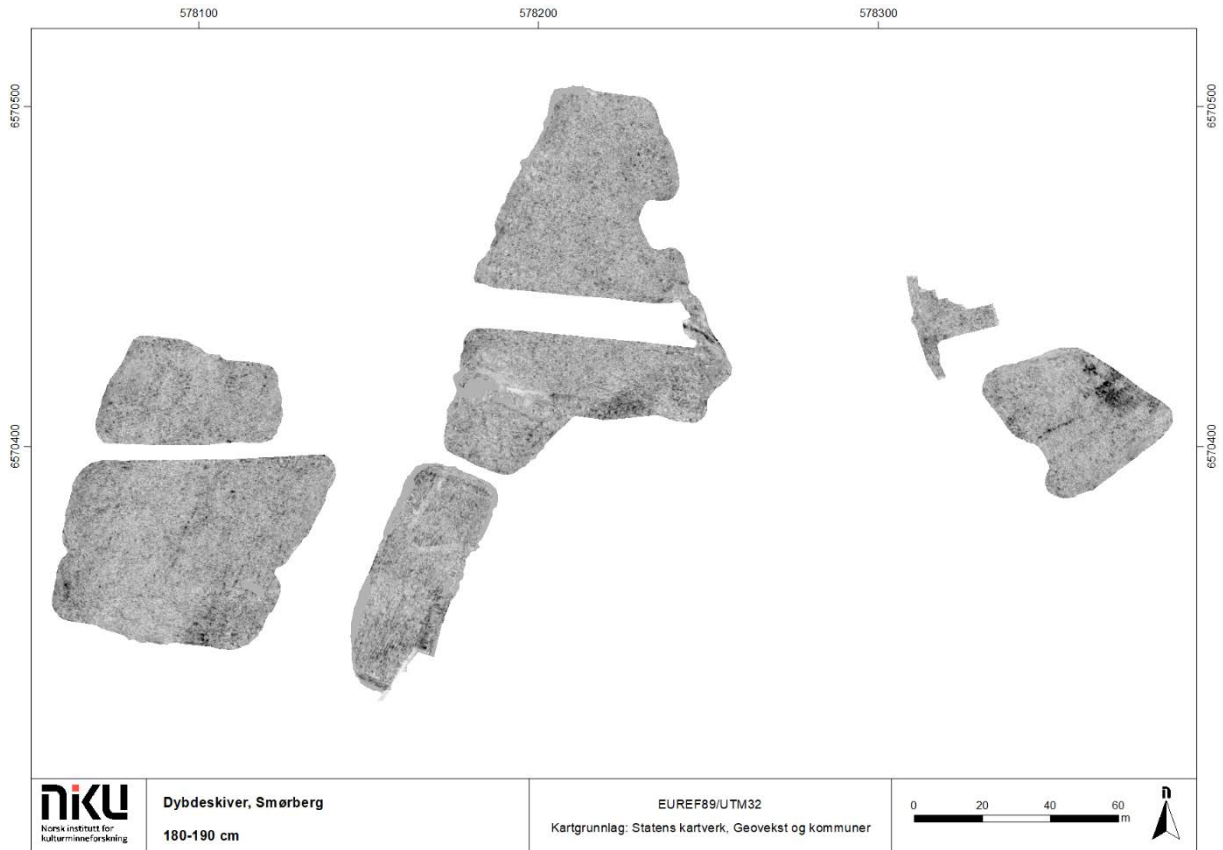 578100 578200 578300
6570500 6570500
6570400 6570400
niku
Norsk institutt for
kulturminneforskning
Dybdeskiver, Smørberg
180-190 cm
EUREF89/UTM32
Kartgrunnlag: Statens kartverk, Geovekst og kommuner
0 20 40 60
m
n